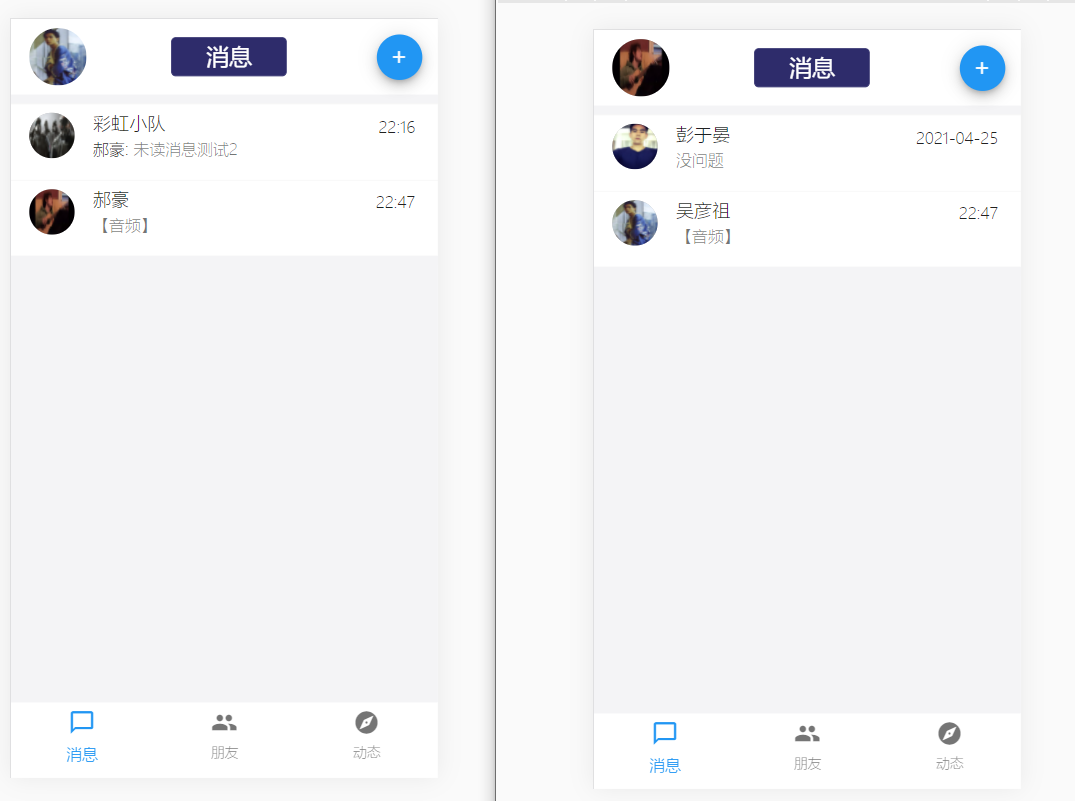 消息
+
彩虹小队
22:16
郝豪: 未读消息测试2
郝豪
22:47
【音频】
消息
朋友
动态
消息
+
彭于晏
2021-04-25
没问题
吴彦祖
22:47
【音频】
消息
朋友
动态